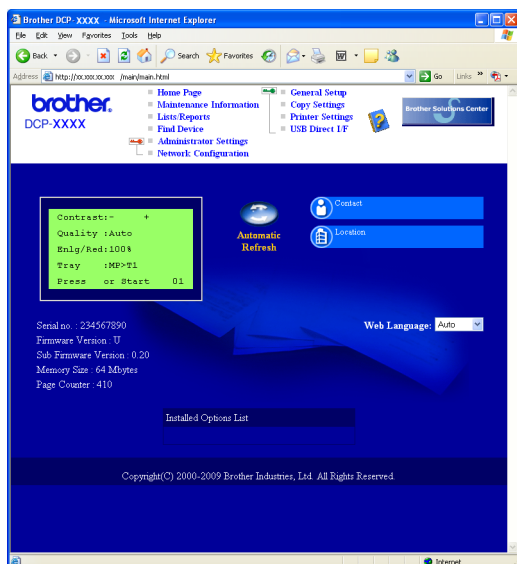 Brother DCP-XXXX - Microsoft Internet Explorer
File Edit View Favorites Tools Help
Back Search Favorites
Address http://xx.xxx.xx.xxx /main/main.html Go Links »
brother.
DCP-XXXX
Home Page
Maintenance Information
Lists/Reports
Find Device
Administrator Settings
Network Configuration
General Setup
Copy Settings
Printer Settings
USB Direct I/F
Brother Solutions Center
Contrast:- +
Quality :Auto
Enlg/Red:100%
Tray :MP>T1
Press or Start 01
Automatic
Refresh
Contact
Location
Serial no. : 234567890
Firmware Version : U
Sub Firmware Version : 0.20
Memory Size : 64 Mbytes
Page Counter : 410
Web Language: Auto
Installed Options List
Copyright(C) 2000-2009 Brother Industries, Ltd. All Rights Reserved.
Internet